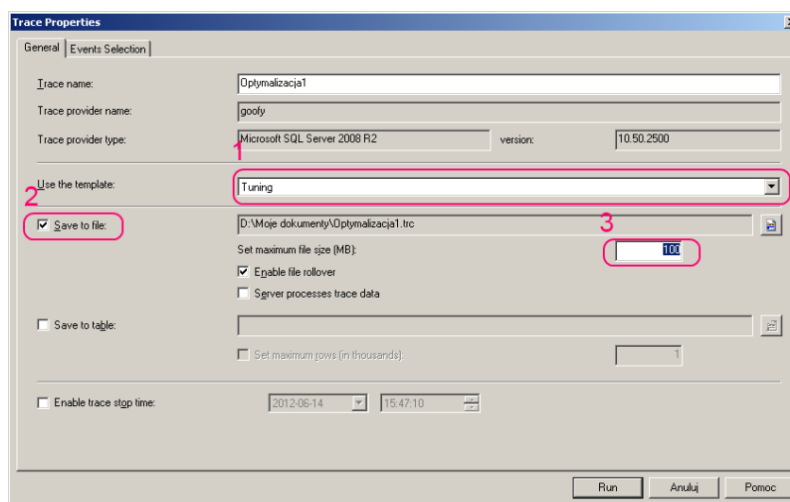 Trace Properties
General Events Selection
Trace name: Optymalizacja1
Trace provider name: goofy
Trace provider type: Microsoft SQL Server 2008 R2 version: 10.50.2500
1
Use the template: Tuning
2
Save to file: D:\Moje dokumenty\Optymalizacja1.trc
3
Set maximum file size (MB): 100
Enable file rollover
Server processes trace data
Save to table:
Set maximum rows (in thousands): 1
Enable trace stop time: 2012-06-14 15:47:10
Run Anuluj Pomoc